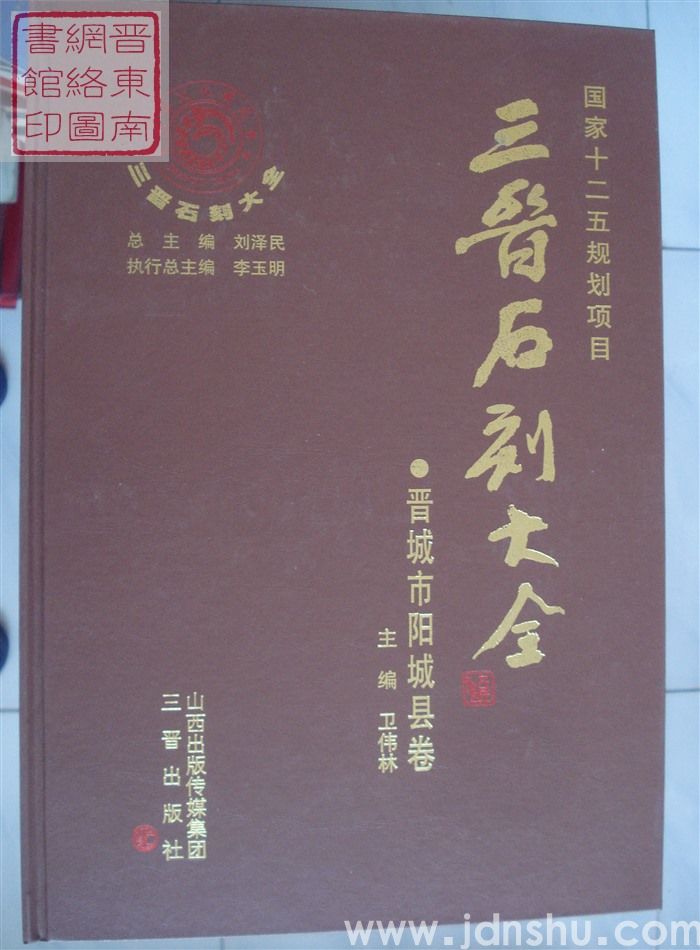 国家十二五规划项目
三晋石刻大全
●晋城市阳城县卷
主编 卫伟林
三晋石刻大全
总主编 刘泽民
执行总主编 李玉明
山西出版传媒集团
三晋出版社
晋東南
網絡圖
書館印
www.jdnshu.com